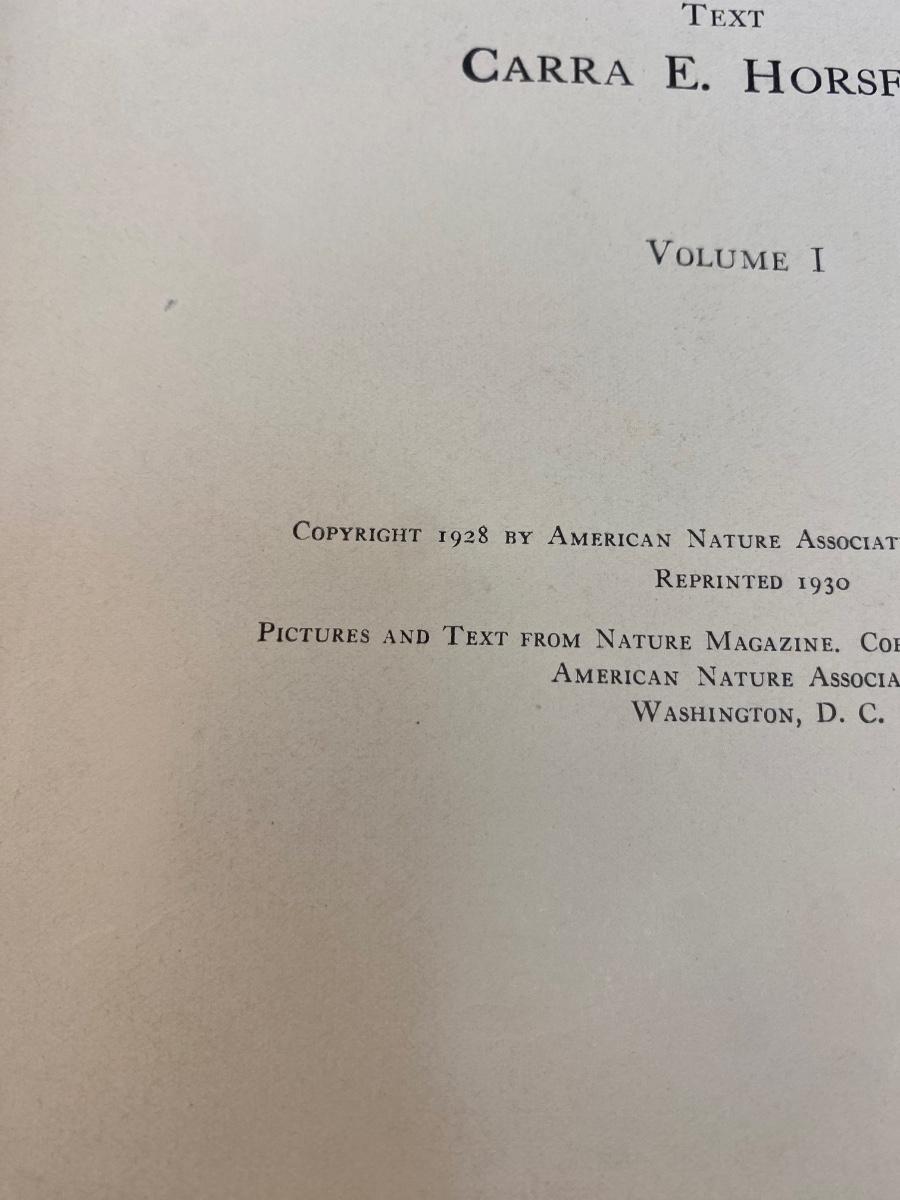 Text
Carra E. Horsf
Volume I
Copyright 1928 by American Nature Associat
Reprinted 1930
Pictures and Text from Nature Magazine. Co
American Nature Associa
Washington, D. C.